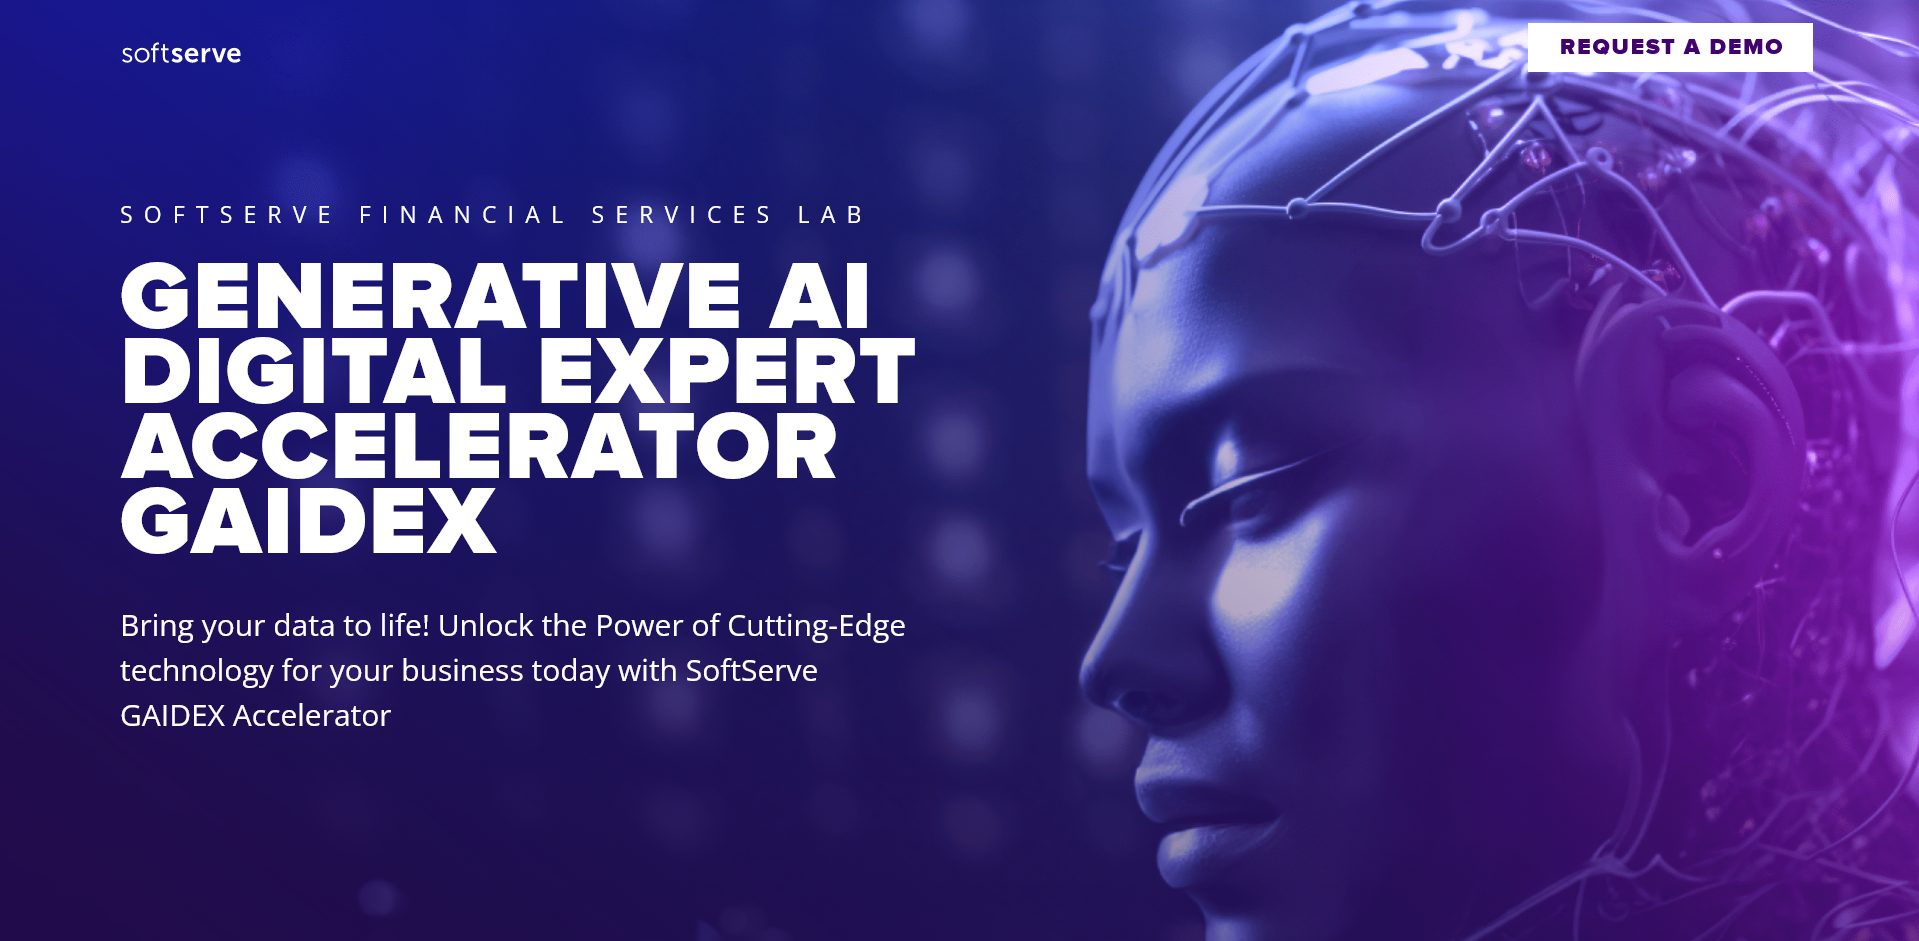 softserve
REQUEST A DEMO
SOFTSERVE FINANCIAL SERVICES LAB
GENERATIVE AI
DIGITAL EXPERT
ACCELERATOR
GAIDEX
Bring your data to life! Unlock the Power of Cutting-Edge
technology for your business today with SoftServe
GAIDEX Accelerator